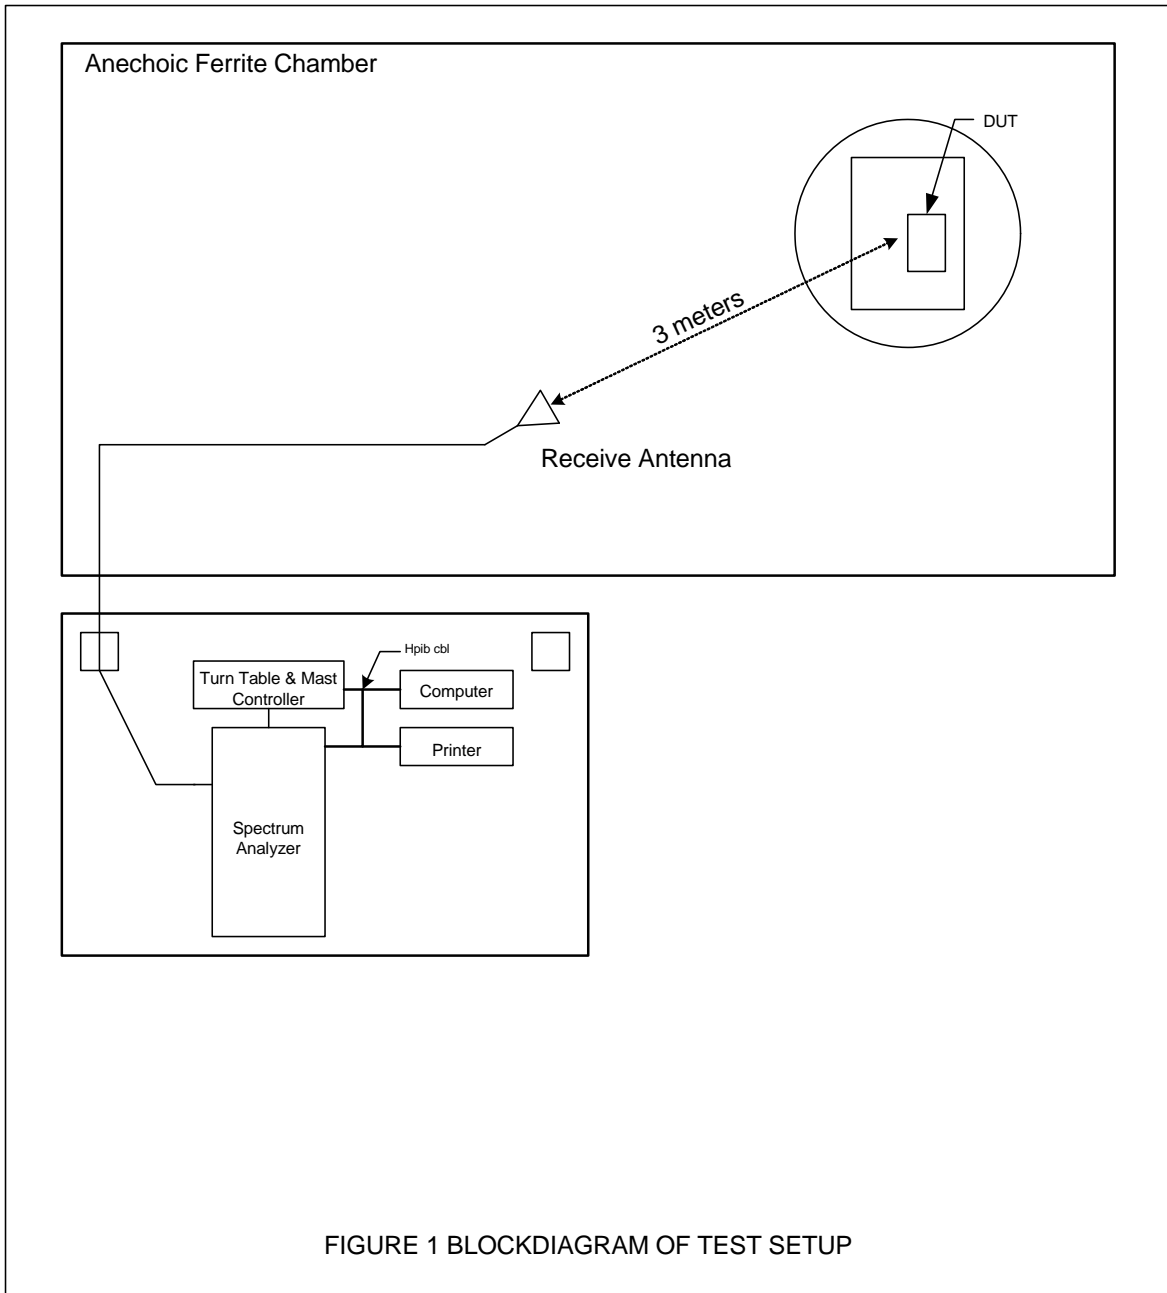 Anechoic Ferrite Chamber
DUT
3 meters
Receive Antenna
Hpib cbl
Turn Table & Mast
Controller
Computer
Printer
Spectrum
Analyzer
FIGURE 1 BLOCKDIAGRAM OF TEST SETUP